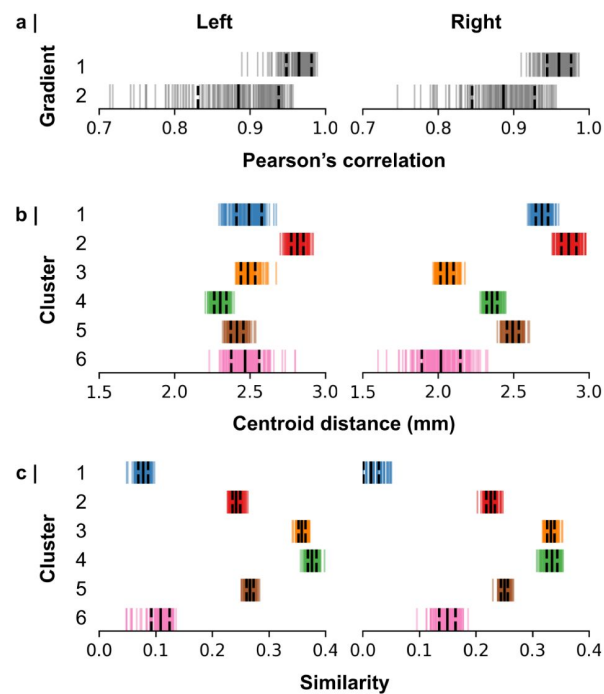 Left Right
a |
Gradient
1
2
0.7 0.8 0.9 1.0 0.7 0.8 0.9 1.0
Pearson's correlation
b |
Cluster
1
2
3
4
5
6
1.5 2.0 2.5 3.0 1.5 2.0 2.5 3.0
Centroid distance (mm)
c |
Cluster
1
2
3
4
5
6
0.0 0.1 0.2 0.3 0.4 0.0 0.1 0.2 0.3 0.4
Similarity